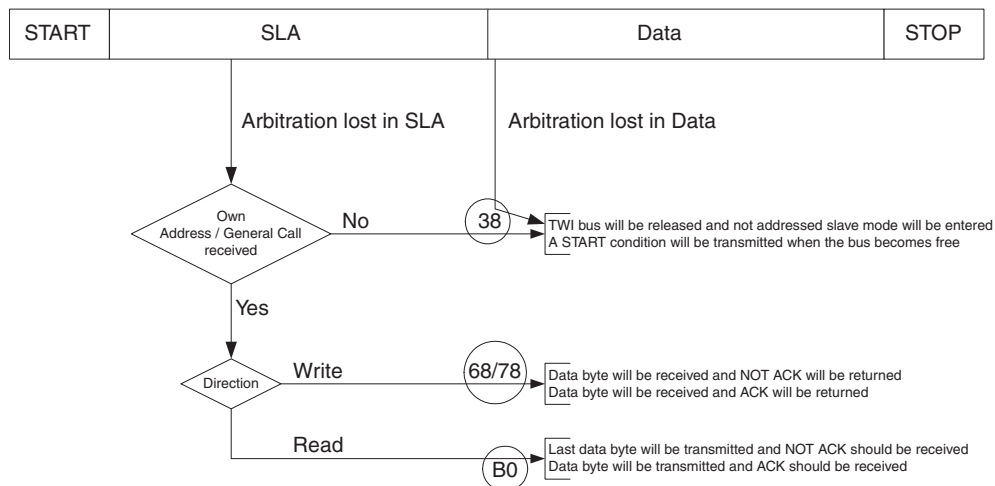 START SLA Data STOP
Arbitration lost in SLA Arbitration lost in Data
Own
Address / General Call
received
No
38
TWI bus will be released and not addressed slave mode will be entered
A START condition will be transmitted when the bus becomes free
Yes
Direction
Write
68/78
Data byte will be received and NOT ACK will be returned
Data byte will be received and ACK will be returned
Read
B0
Last data byte will be transmitted and NOT ACK should be received
Data byte will be transmitted and ACK should be received